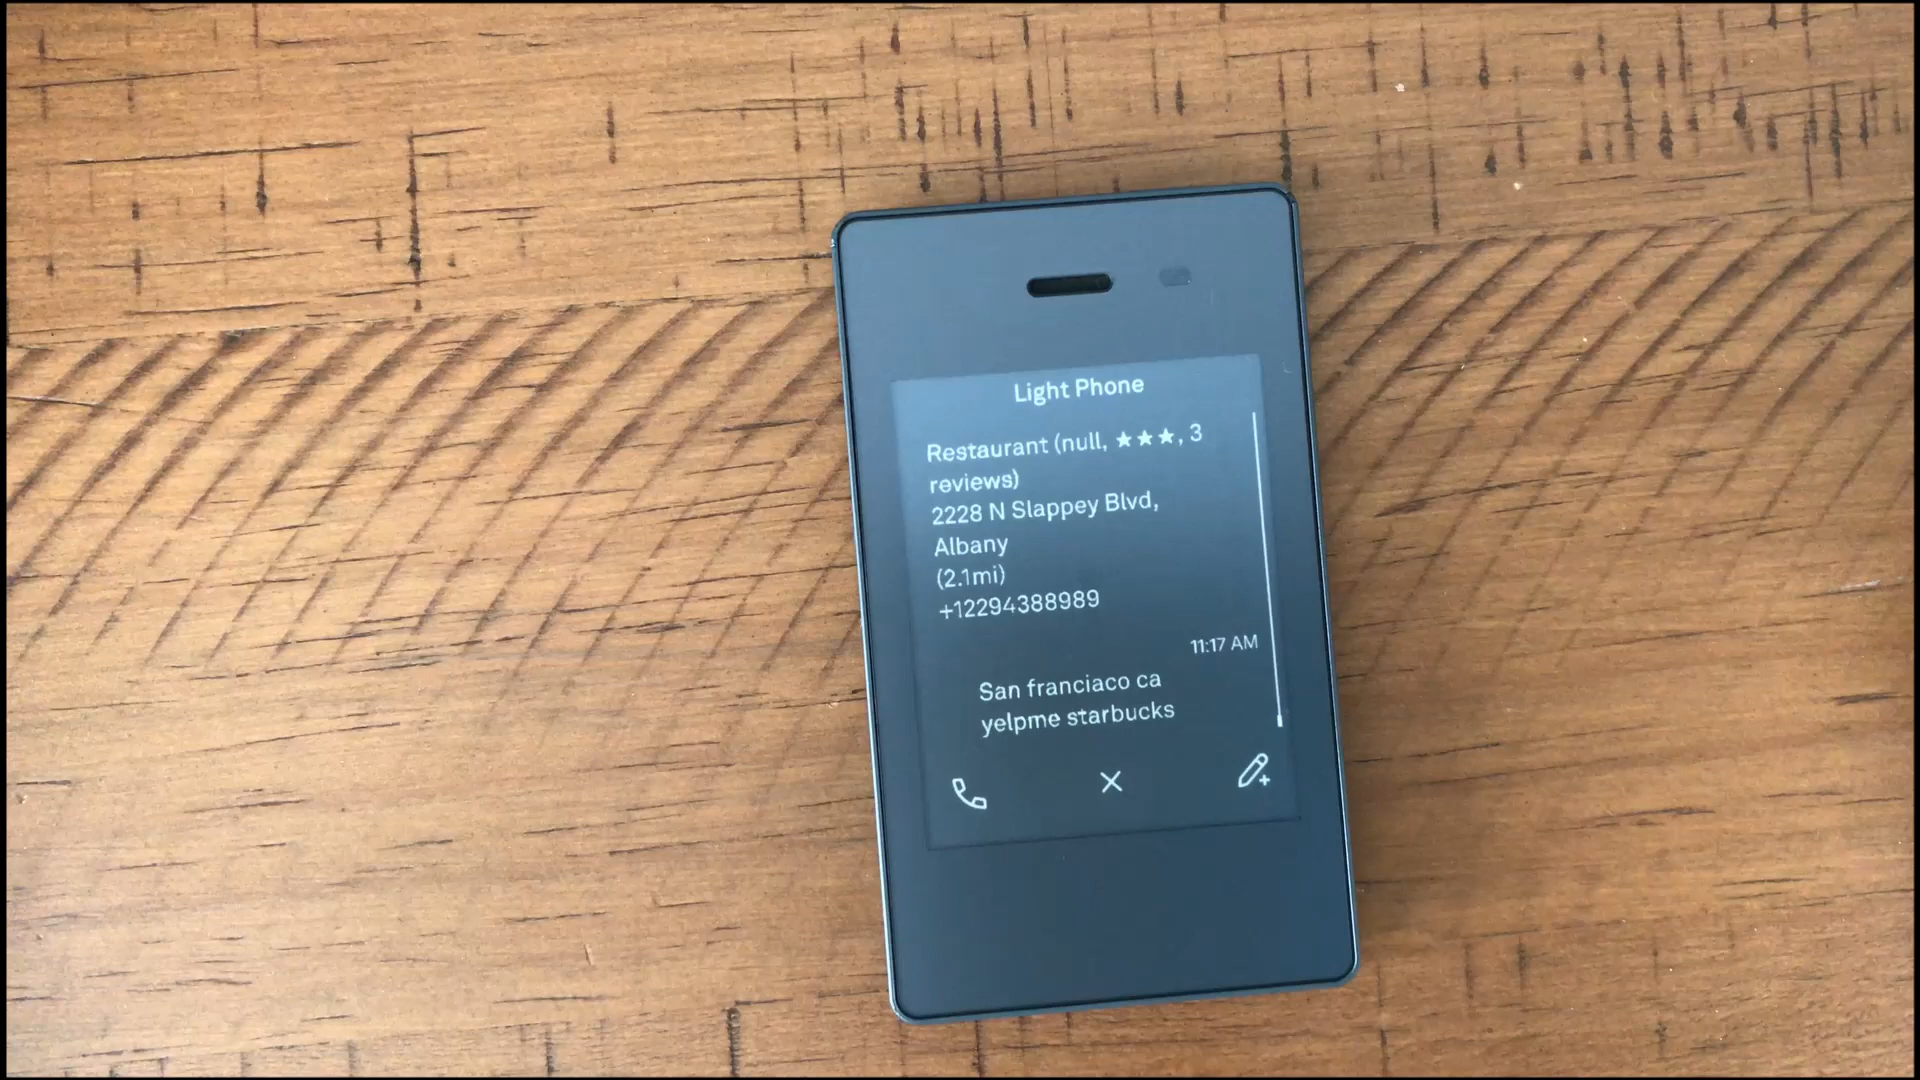 Light Phone
Restaurant (null, ★★★, 3
reviews)
2228 N Slappey Blvd,
Albany
(2.1mi)
+12294388989
11:17 AM
San franciaco ca
yelpme starbucks